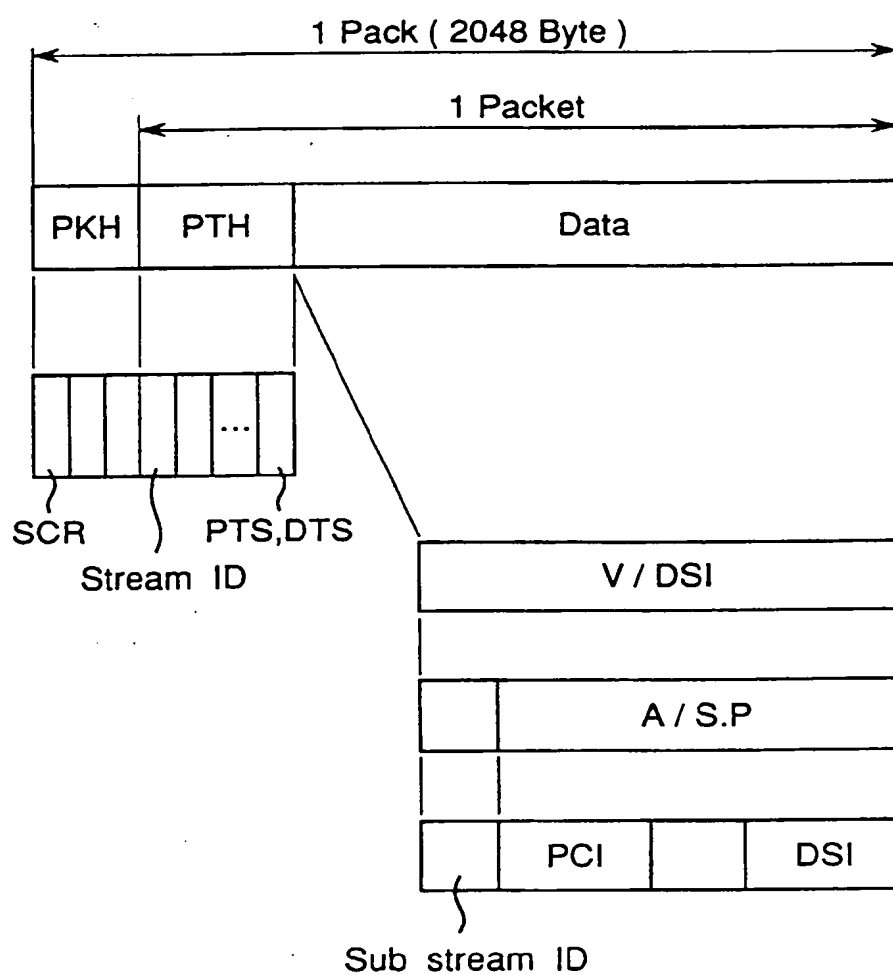 1 Pack ( 2048 Byte )
1 Packet
PKH PTH Data
...
SCR PTS,DTS
Stream ID
V / DSI
A / S.P
PCI DSI
Sub stream ID